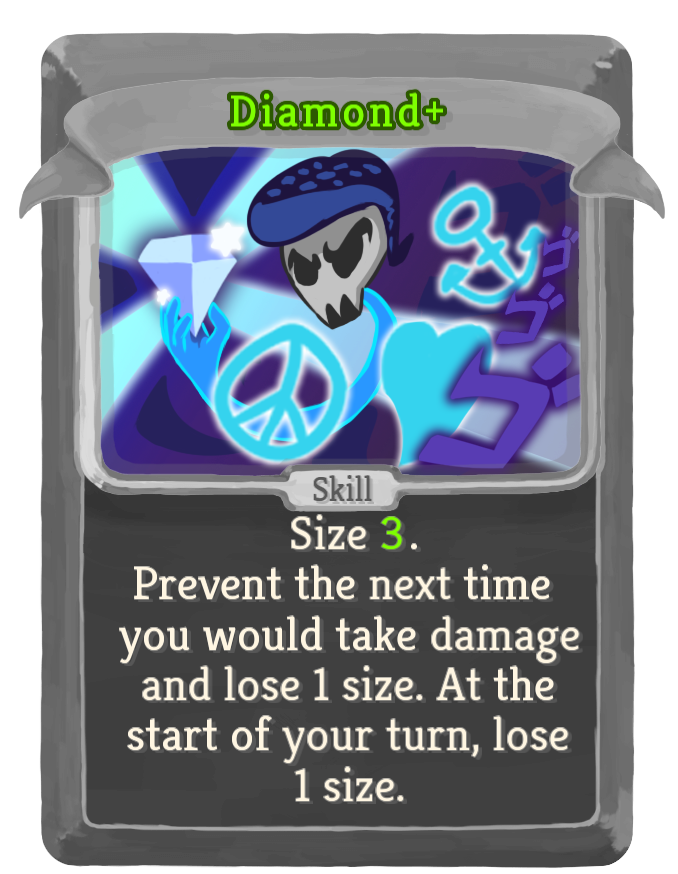 Diamond+
ゴ
ゴ
ゴ
Skill
Size 3.
Prevent the next time
you would take damage
and lose 1 size. At the
start of your turn, lose
1 size.